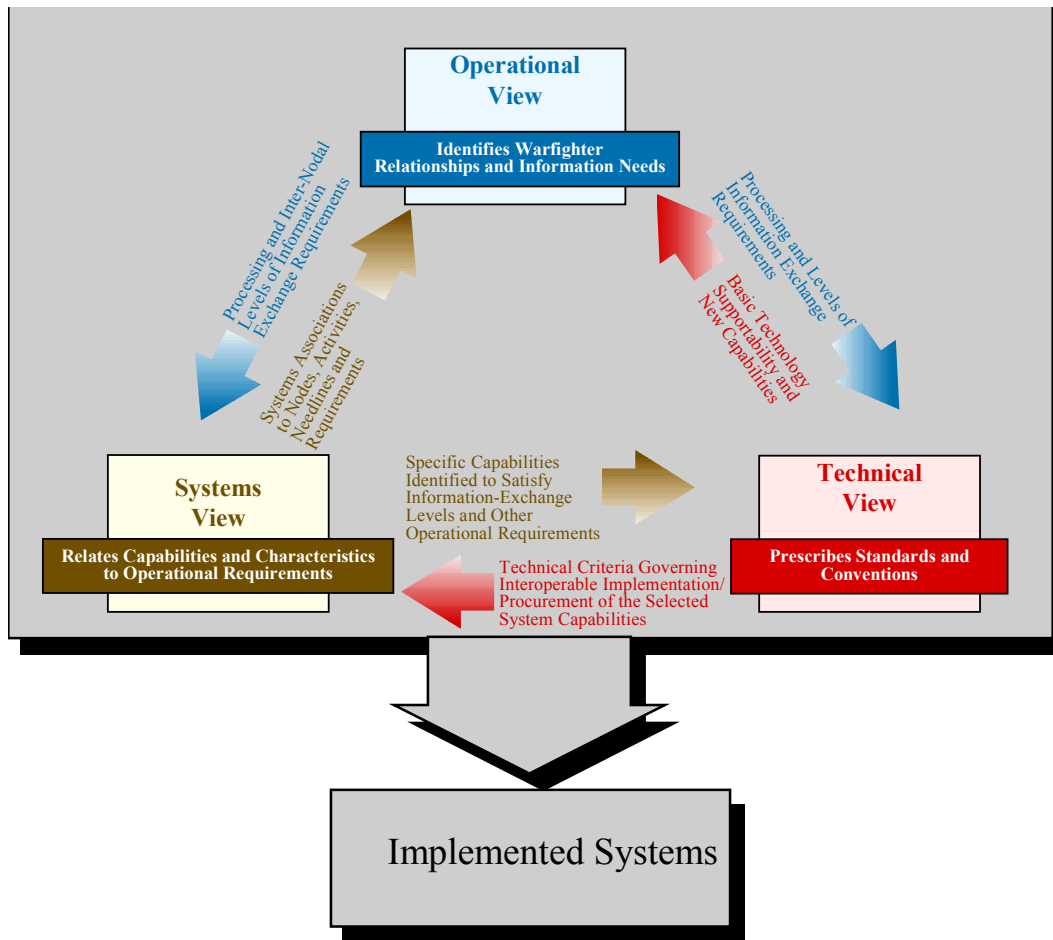 Operational
View
Identifies Warfighter
Relationships and Information Needs
Processing and Inter-Nodal
Levels of Information
Exchange Requirements
Systems Associations
to Nodes, Activities,
Needlines and
Requirements
Processing and Levels of
Information Exchange
Requirements
Basic Technology
Supportability and
New Capabilities
Systems
View
Relates Capabilities and Characteristics
to Operational Requirements
Specific Capabilities
Identified to Satisfy
Information-Exchange
Levels and Other
Operational Requirements
Technical Criteria Governing
Interoperable Implementation/
Procurement of the Selected
System Capabilities
Technical
View
Prescribes Standards and
Conventions
Implemented Systems